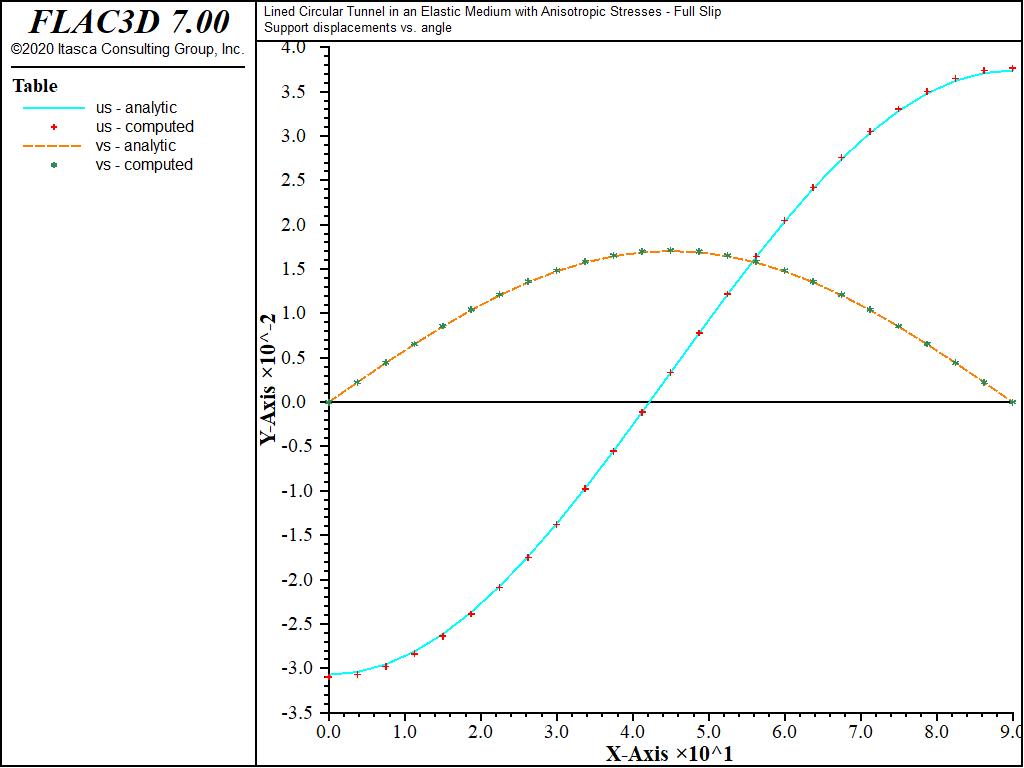 FLAC3D 7.00
©2020 Itasca Consulting Group, Inc.
Table
us - analytic
us - computed
vs - analytic
vs - computed
Lined Circular Tunnel in an Elastic Medium with Anisotropic Stresses - Full Slip
Support displacements vs. angle
4.0
3.5
3.0
2.5
2.0
1.5
1.0
0.5
0.0
-0.5
-1.0
-1.5
-2.0
-2.5
-3.0
-3.5
Y-Axis ×10^-2
0.0 1.0 2.0 3.0 4.0 5.0 6.0 7.0 8.0 9.0
X-Axis ×10^1